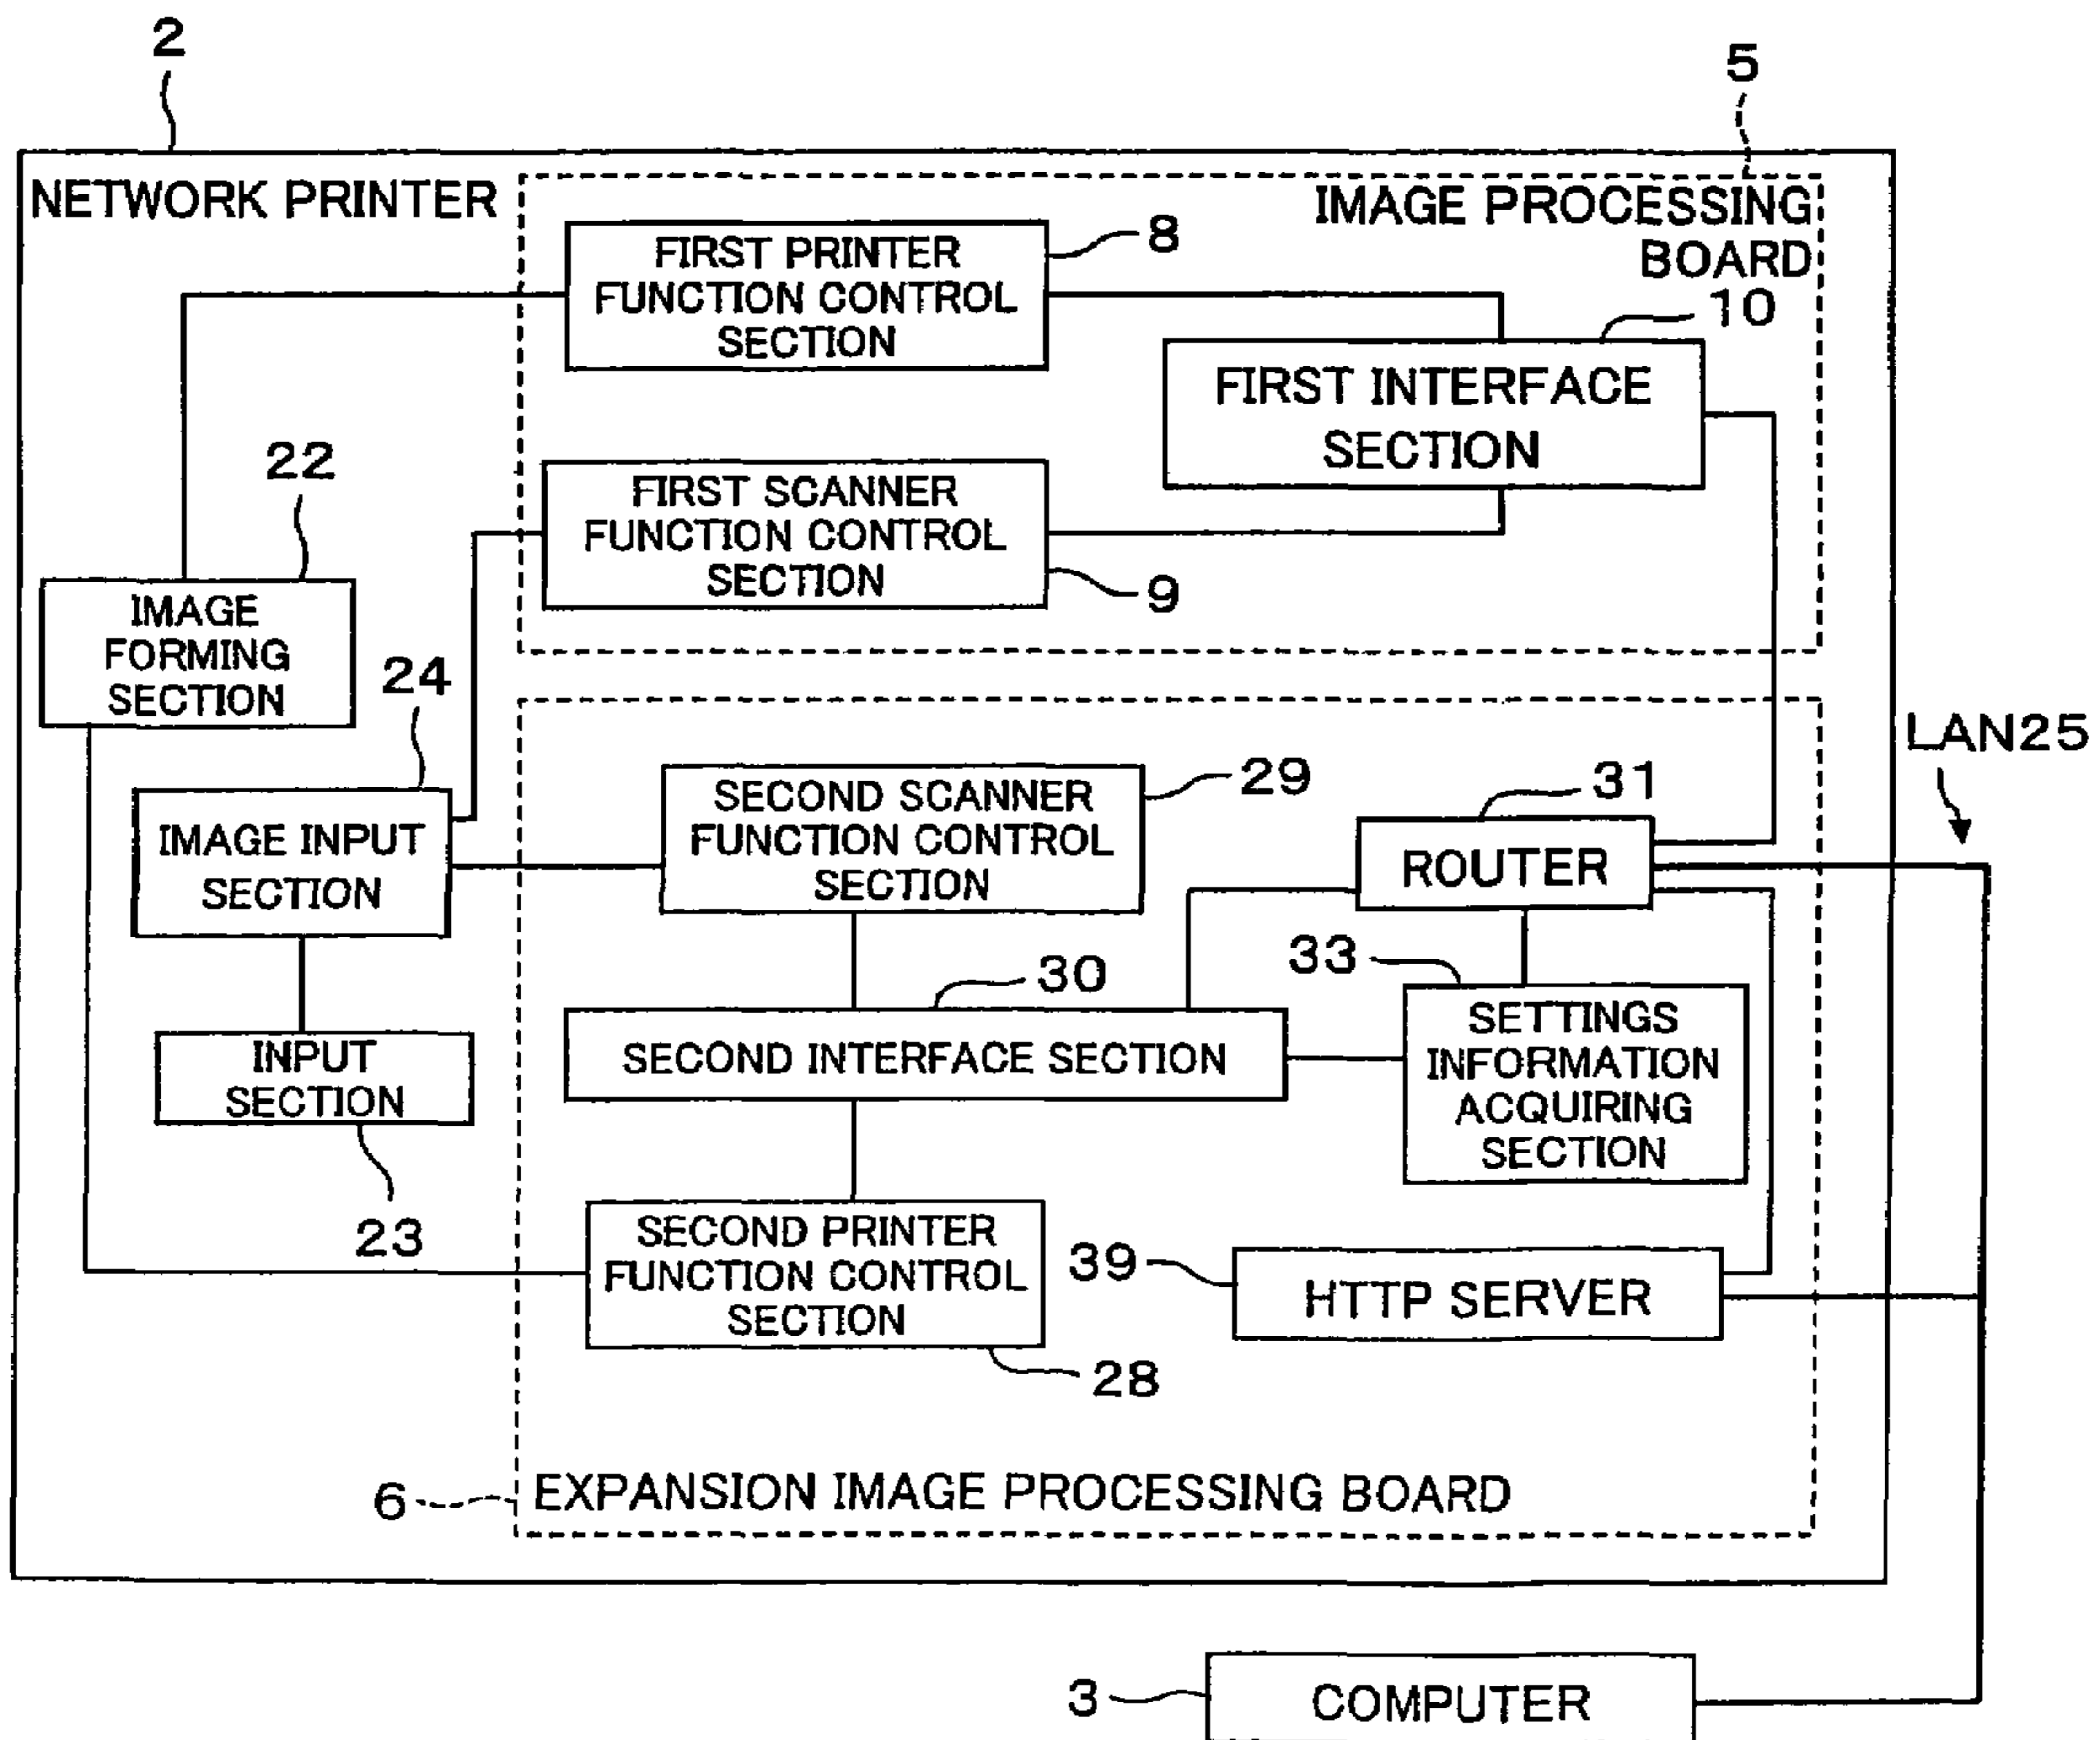 2
5
NETWORK PRINTER
IMAGE PROCESSING
BOARD
8
FIRST PRINTER
FUNCTION CONTROL
SECTION
10
FIRST INTERFACE
SECTION
22
FIRST SCANNER
FUNCTION CONTROL
SECTION
9
IMAGE
FORMING
SECTION
24
LAN25
29
SECOND SCANNER
FUNCTION CONTROL
SECTION
31
ROUTER
IMAGE INPUT
SECTION
33
30
SECOND INTERFACE SECTION
SETTINGS
INFORMATION
ACQUIRING
SECTION
INPUT
SECTION
23
SECOND PRINTER
FUNCTION CONTROL
SECTION
28
39
HTTP SERVER
6
EXPANSION IMAGE PROCESSING BOARD
3
COMPUTER